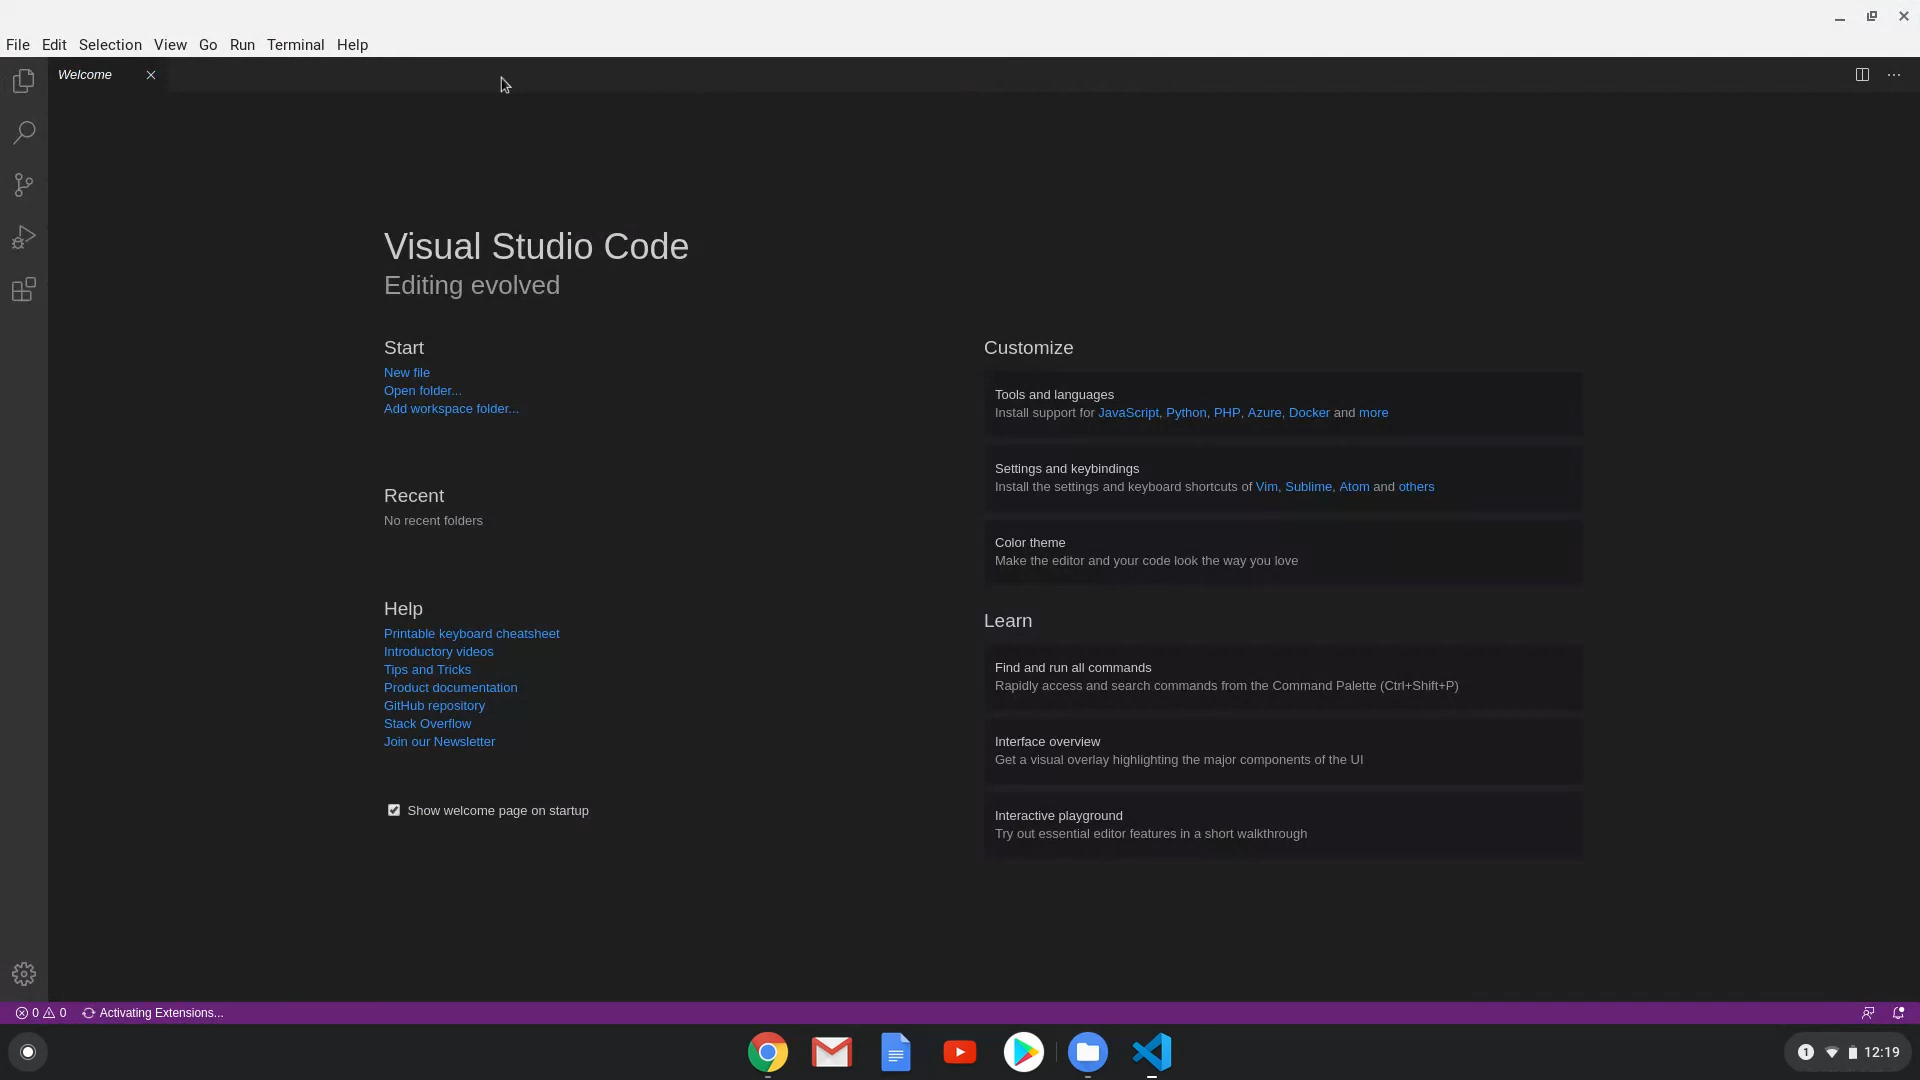 File Edit Selection View Go Run Terminal Help
Welcome
Visual Studio Code
Editing evolved
Start
New file
Open folder...
Add workspace folder...
Recent
No recent folders
Help
Printable keyboard cheatsheet
Introductory videos
Tips and Tricks
Product documentation
GitHub repository
Stack Overflow
Join our Newsletter
Show welcome page on startup
Customize
Tools and languages
Install support for JavaScript, Python, PHP, Azure, Docker and more
Settings and keybindings
Install the settings and keyboard shortcuts of Vim, Sublime, Atom and others
Color theme
Make the editor and your code look the way you love
Learn
Find and run all commands
Rapidly access and search commands from the Command Palette (Ctrl+Shift+P)
Interface overview
Get a visual overlay highlighting the major components of the UI
Interactive playground
Try out essential editor features in a short walkthrough
0 0 Activating Extensions...
1 12:19